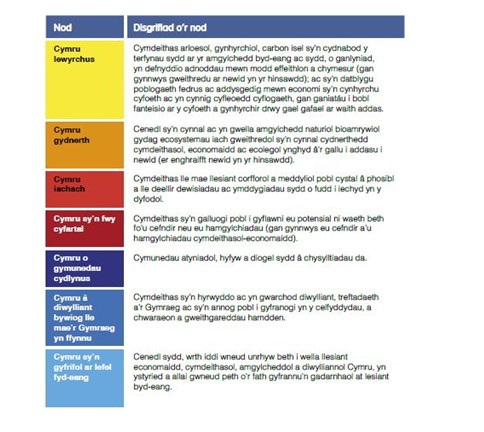 Nod
Disgrifiad o'r nod
Cymru
lewyrchus
Cymdeithas arloesol, gynhyrchiol, carbon isel sy'n cydnabod y
terfynau sydd ar yr amgylchedd byd-eang ac sydd, o ganlyniad,
yn defnyddio adnoddau mewn modd effeithlon a chymesur (gan
gynnwys gweithredu ar newid yn yr hinsawdd); ac sy'n datblygu
poblogaeth fedrus ac addysgedig mewn economi sy'n cynhyrchu
cyfoeth ac yn cynnig cyfleoedd cyflogaeth, gan ganiatáu i bobl
fanteisio ar y cyfoeth a gynhyrchir drwy gael gafael ar waith addas.
Cymru
gydnerth
Cenedl sy'n cynnal ac yn gwella amgylchedd naturiol bioamrywiol
gydag ecosystemau iach gweithredol sy'n cynnal cydnerthedd
cymdeithasol, economaidd ac ecolegol ynghyd â'r gallu i addasu i
newid (er enghraifft newid yn yr hinsawdd).
Cymru
iachach
Cymdeithas lle mae llesiant corfforol a meddyliol pobl cystal â phosibl
a lle deellir dewisiadau ac ymddygiadau sydd o fudd i iechyd yn y
dyfodol.
Cymru sy'n fwy
cyfartal
Cymdeithas sy'n galluogi pobl i gyflawni eu potensial ni waeth beth
fo'u cefndir neu eu hamgylchiadau (gan gynnwys eu cefndir a'u
hamgylchiadau cymdeithasol-economaidd).
Cymru o
gymunedau
cydlynus
Cymunedau atyniadol, hyfyw a diogel sydd â chysylltiadau da.
Cymru â
diwylliant
bywiog lle
mae'r Gymraeg
yn ffynnu
Cymdeithas sy'n hyrwyddo ac yn gwarchod diwylliant, treftadaeth
a'r Gymraeg ac sy'n annog pobl i gyfranogi yn y celfyddydau, a
chwaraeon a gweithgareddau hamdden.
Cymru sy'n
gyfrifol ar lefel
fyd-eang
Cenedl sydd, wrth iddi wneud unrhyw beth i wella llesiant
economaidd, cymdeithasol, amgylcheddol a diwylliannol Cymru, yn
ystyried a allai gwneud peth o'r fath gyfrannu'n gadarnhaol at lesiant
byd-eang.